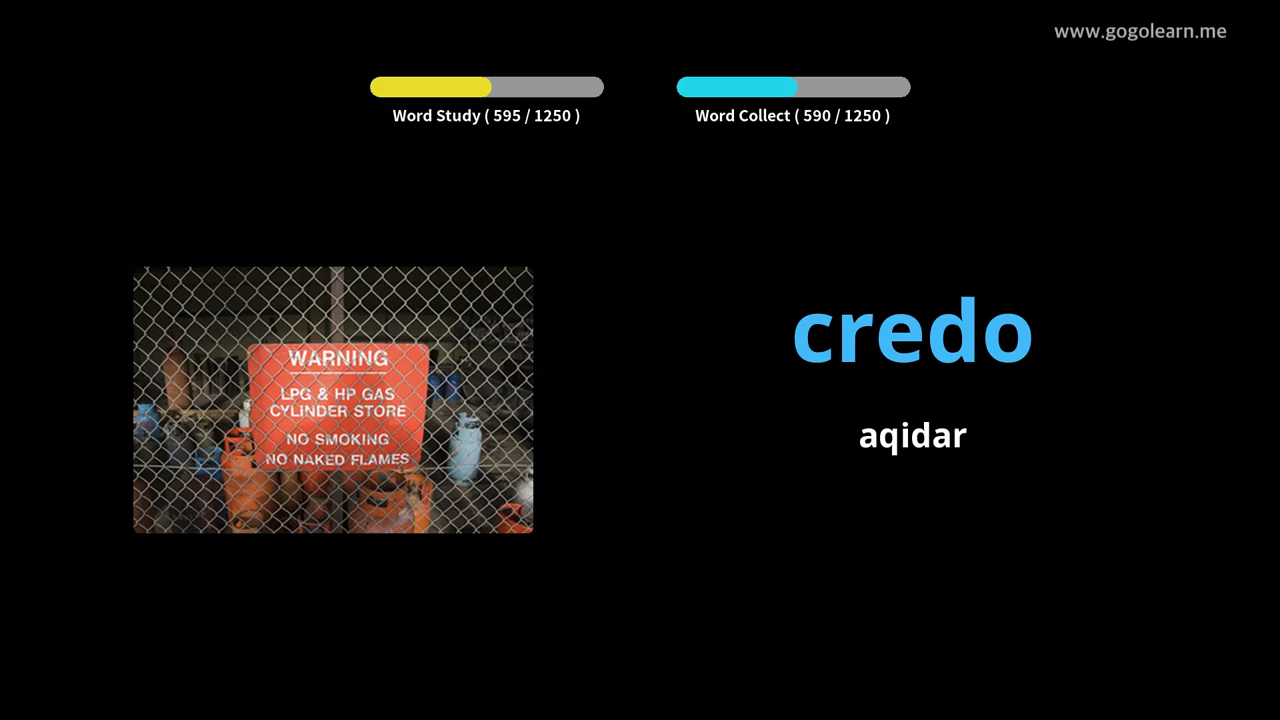 www.gogolearn.me
Word Study ( 595 / 1250 )
Word Collect ( 590 / 1250 )
WARNING
LPG & HP GAS
CYLINDER STORE
NO SMOKING
NO NAKED FLAMES
credo
aqidar